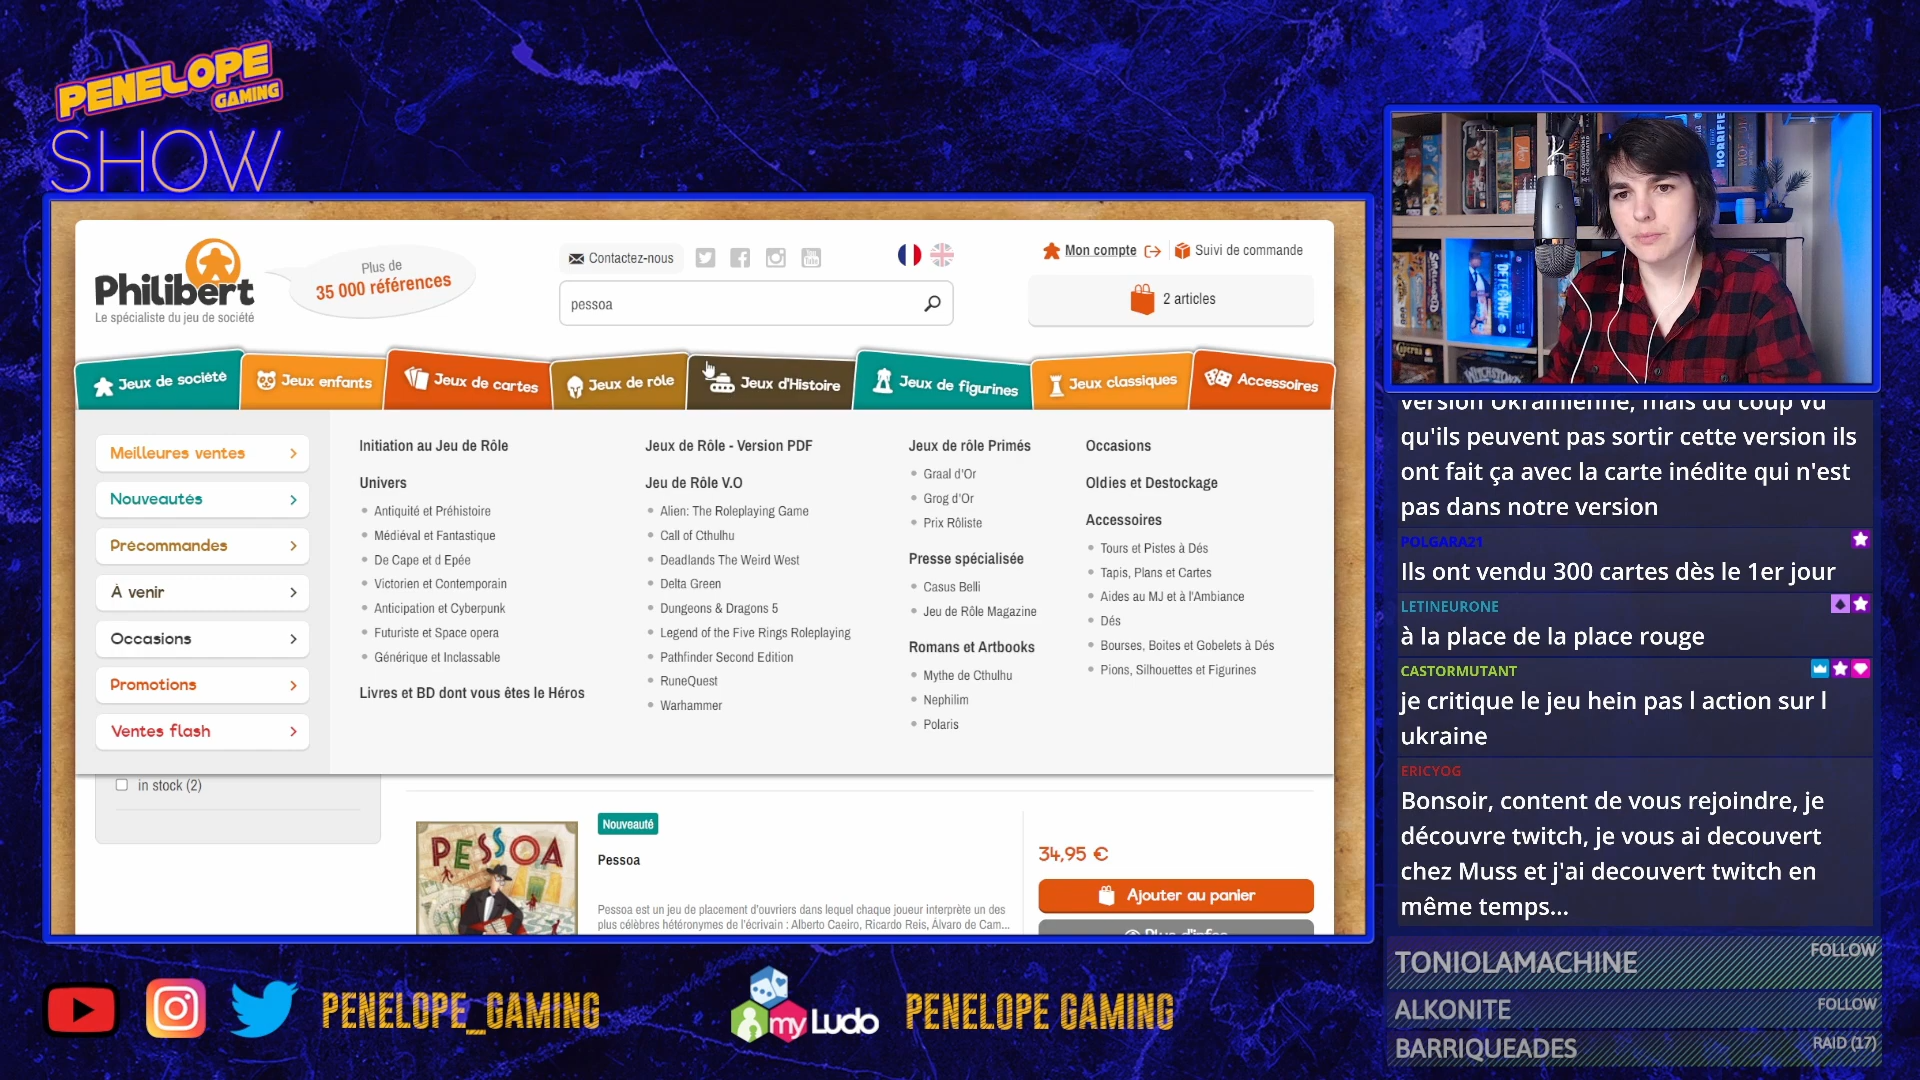 PENELOPE
GAMING
SHOW
Philibert
Le spécialiste du jeu de société
Plus de
35 000 références
Contactez-nous
pessoa
Mon compte
Suivi de commande
2 articles
Jeux de société
Jeux enfants
Jeux de cartes
Jeux de rôle
Jeux d'Histoire
Jeux de figurines
Jeux classiques
Accessoires
Meilleures ventes
Nouveautés
Précommandes
À venir
Occasions
Promotions
Ventes flash
Initiation au Jeu de Rôle
Univers
Antiquité et Préhistoire
Médiéval et Fantastique
De Cape et d Epée
Victorien et Contemporain
Anticipation et Cyberpunk
Futuriste et Space opera
Générique et Inclassable
Livres et BD dont vous êtes le Héros
Jeux de Rôle - Version PDF
Jeu de Rôle V.O
Alien: The Roleplaying Game
Call of Cthulhu
Deadlands The Weird West
Delta Green
Dungeons & Dragons 5
Legend of the Five Rings Roleplaying
Pathfinder Second Edition
RuneQuest
Warhammer
Jeux de rôle Primés
Graal d'Or
Grog d'Or
Prix Rôliste
Presse spécialisée
Casus Belli
Jeu de Rôle Magazine
Romans et Artbooks
Mythe de Cthulhu
Nephilim
Polaris
Occasions
Oldies et Destockage
Accessoires
Tours et Pistes à Dés
Tapis, Plans et Cartes
Aides au MJ et à l'Ambiance
Dés
Bourses, Boites et Gobelets à Dés
Pions, Silhouettes et Figurines
in stock (2)
PESSOA
Nouveauté
Pessoa
Pessoa est un jeu de placement d'ouvriers dans lequel chaque joueur interprète un des
plus célèbres hétéronymes de l'écrivain : Alberto Caeiro, Ricardo Reis, Álvaro de Cam...
34,95 €
Ajouter au panier
Plus d'infos
HORRIFIE
DETECTIVE
version Ukrainienne, mais du coup vu
qu'ils peuvent pas sortir cette version ils
ont fait ça avec la carte inédite qui n'est
pas dans notre version
POLGARA21
Ils ont vendu 300 cartes dès le 1er jour
LETINEURONE
à la place de la place rouge
CASTORMUTANT
je critique le jeu hein pas l action sur l
ukraine
ERICYOG
Bonsoir, content de vous rejoindre, je
découvre twitch, je vous ai decouvert
chez Muss et j'ai decouvert twitch en
même temps...
TONIOLAMACHINE FOLLOW
ALKONITE FOLLOW
BARRIQUEADES RAID (17)
PENELOPE_GAMING
my Ludo
PENELOPE GAMING